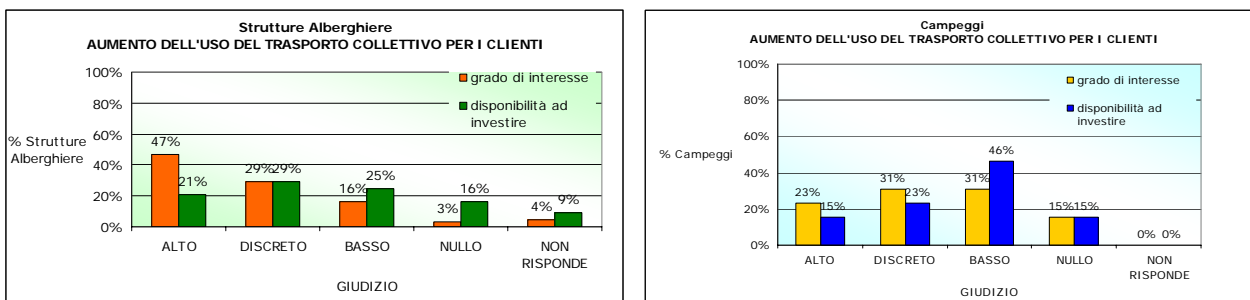 Strutture Alberghiere
AUMENTO DELL'USO DEL TRASPORTO COLLETTIVO PER I CLIENTI
100%
80%
60%
40%
20%
0%
% Strutture
Alberghiere
grado di interesse
disponibilità ad
investire
47%
21%
29%
29%
16%
25%
3%
16%
4%
9%
ALTO
DISCRETO
BASSO
NULLO
NON
RISPONDE
GIUDIZIO
Campeggi
AUMENTO DELL'USO DEL TRASPORTO COLLETTIVO PER I CLIENTI
100%
80%
60%
40%
20%
0%
% Campeggi
grado di interesse
disponibilità ad
investire
23%
15%
31%
23%
31%
46%
15%
15%
0%
0%
ALTO
DISCRETO
BASSO
NULLO
NON
RISPONDE
GIUDIZIO